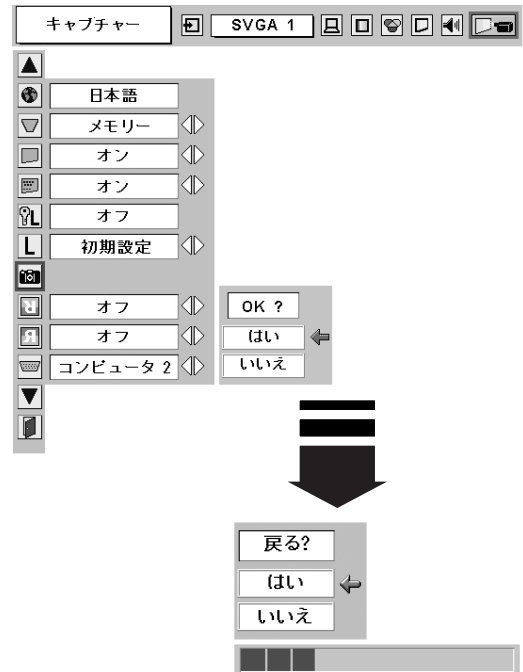 キャプチャー
SVGA 1
日本語
メモリー
オン
オン
L
オフ
L
初期設定
R
オフ
R
オフ
コンピュータ 2
OK ?
はい
いいえ
戻る?
はい
いいえ